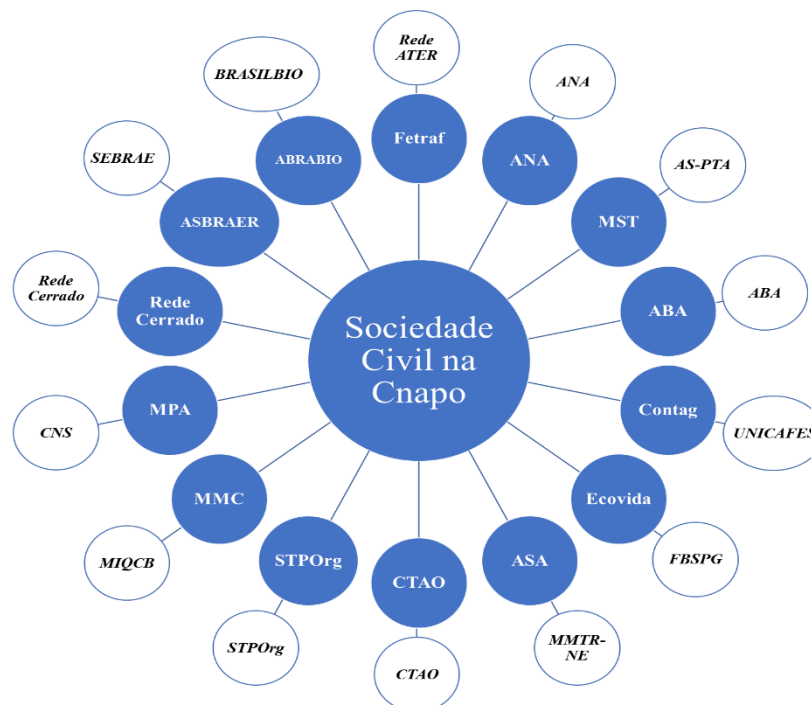 Rede
ATER
BRASILBIO
ANA
Fetraf
SEBRAE
ABRABIO
ANA
AS-PTA
ASBRAER
MST
Rede
Cerrado
Rede
Cerrado
ABA
ABA
Sociedade
Civil na
Cnapo
CNS
MPA
Contag
UNICAFES
MMC
Ecovida
MIQCB
STPOrg
CTAO
ASA
FBSPG
STPOrg
CTAO
MMTR-
NE